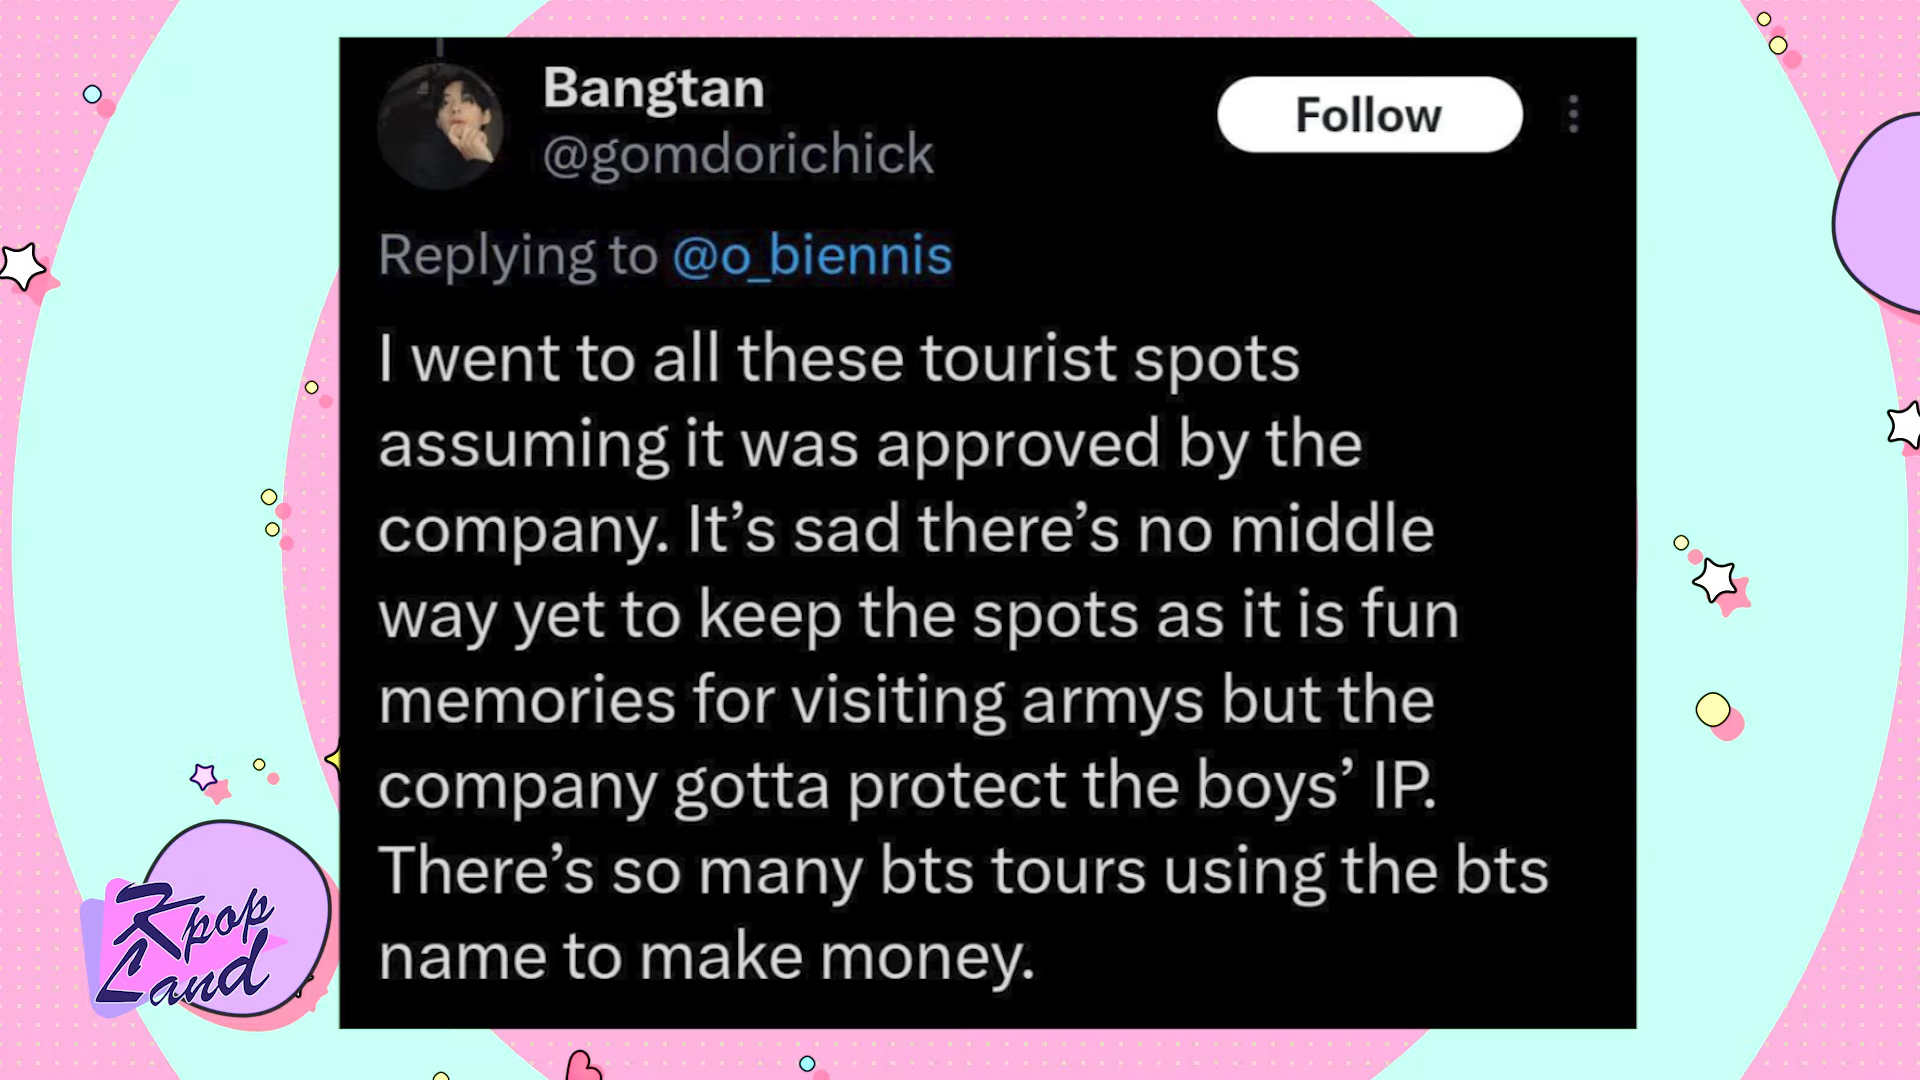 Bangtan
@gomdorichick
Follow
Replying to @o_biennis
I went to all these tourist spots
assuming it was approved by the
company. It’s sad there’s no middle
way yet to keep the spots as it is fun
memories for visiting armys but the
company gotta protect the boys’ IP.
There’s so many bts tours using the bts
name to make money.
Kpop
Land